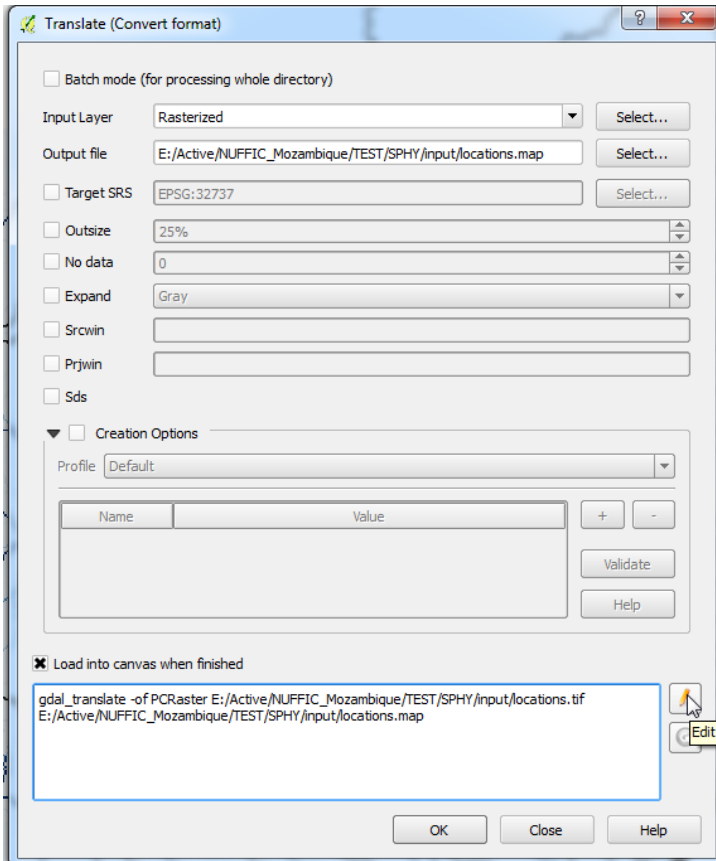 Translate (Convert format)
?
Batch mode (for processing whole directory)
Input Layer Rasterized Select...
Output file E:/Active/NUFFIC_Mozambique/TEST/SPHY/input/locations.map Select...
Target SRS EPSG:32737 Select...
Outsize 25%
No data 0
Expand Gray
Srcwin
Prjwin
Sds
Creation Options
Profile Default
Name Value + -
Validate
Help
Load into canvas when finished
gdal_translate -of PCRaster E:/Active/NUFFIC_Mozambique/TEST/SPHY/input/locations.tif
E:/Active/NUFFIC_Mozambique/TEST/SPHY/input/locations.map
Edit
OK Close Help